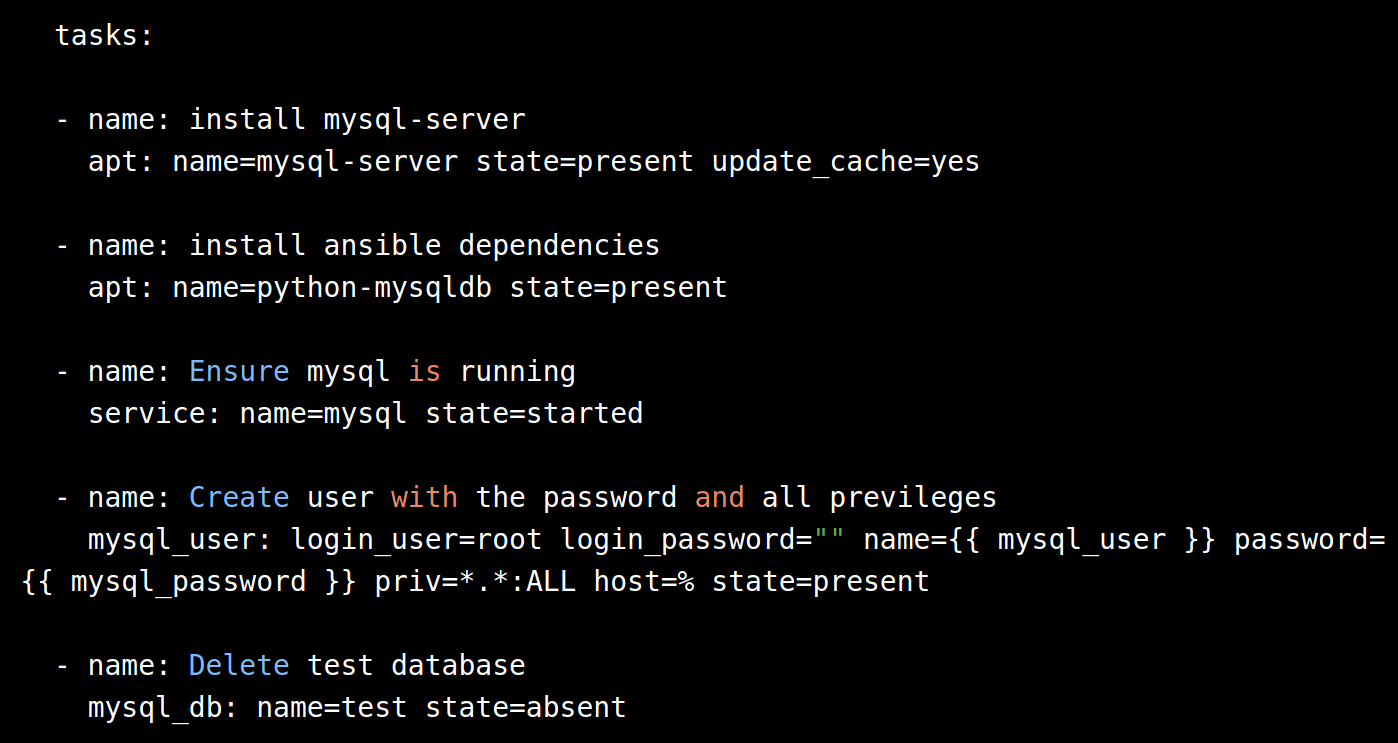 tasks:
- name: install mysql-server
apt: name=mysql-server state=present update_cache=yes
- name: install ansible dependencies
apt: name=python-mysqldb state=present
- name: Ensure mysql is running
service: name=mysql state=started
- name: Create user with the password and all previleges
mysql_user: login_user=root login_password="" name={{ mysql_user }} password=
{{ mysql_password }} priv=*.*:ALL host=% state=present
- name: Delete test database
mysql_db: name=test state=absent